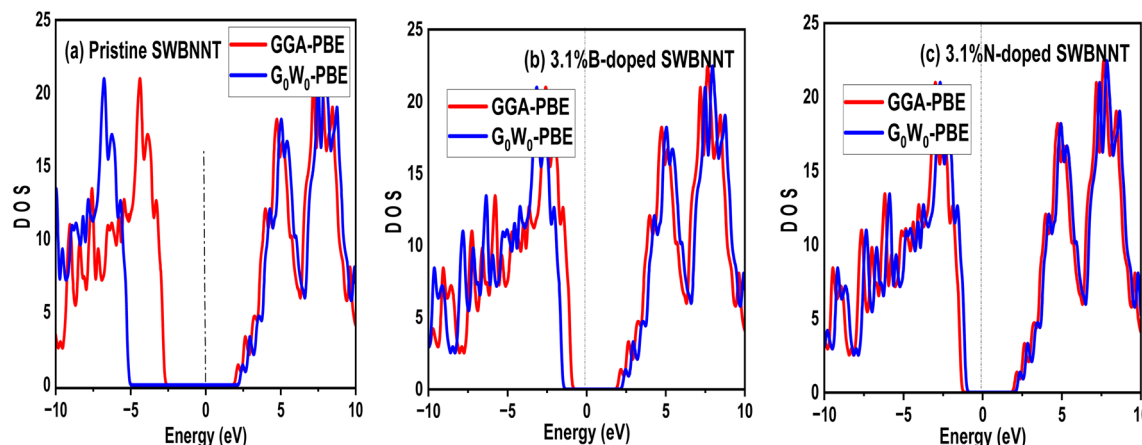 (a) Pristine SWBNNT
GGA-PBE
G₀W₀-PBE
25
20
15
10
5
0
D O S
−10
−5
0
5
10
Energy (eV)
(b) 3.1%B-doped SWBNNT
GGA-PBE
G₀W₀-PBE
25
20
15
10
5
0
D O S
−10
−5
0
5
10
Energy (eV)
(c) 3.1%N-doped SWBNNT
GGA-PBE
G₀W₀-PBE
25
20
15
10
5
0
D O S
−10
−5
0
5
10
Energy (eV)